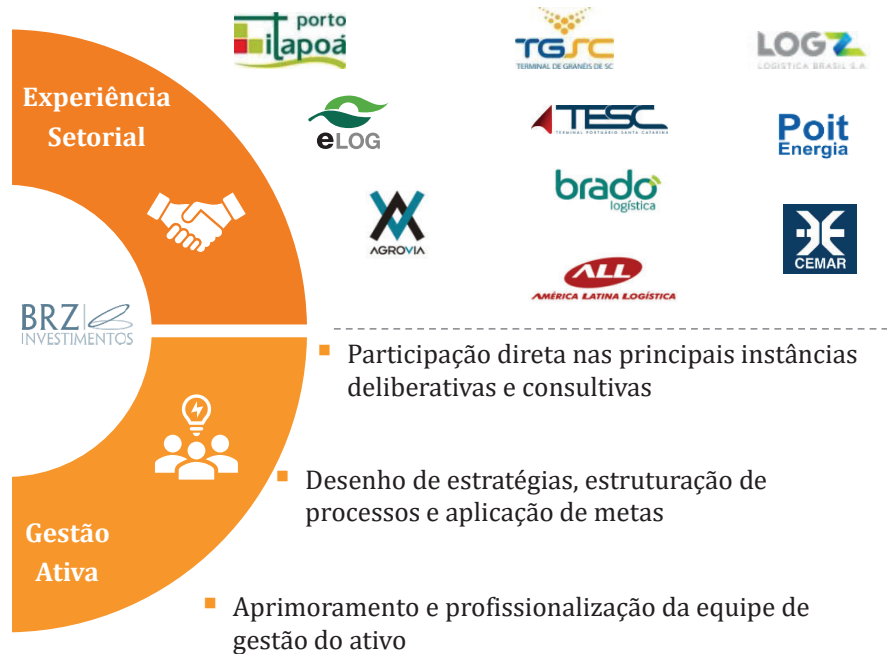 Experiência
Setorial
porto
itapoá
TGSC
TERMINAL DE GRANÉIS DE SC
LOGZ
LOGÍSTICA BRASIL S.A.
eLOG
TESC
TERMINAL PORTUÁRIO SANTA CATARINA
Poit
Energia
AGROVIA
brado
logística
CEMAR
ALL
AMÉRICA LATINA LOGÍSTICA
BRZ
INVESTIMENTOS
▪ Participação direta nas principais instâncias
deliberativas e consultivas
▪ Desenho de estratégias, estruturação de
processos e aplicação de metas
Gestão
Ativa
▪ Aprimoramento e profissionalização da equipe de
gestão do ativo